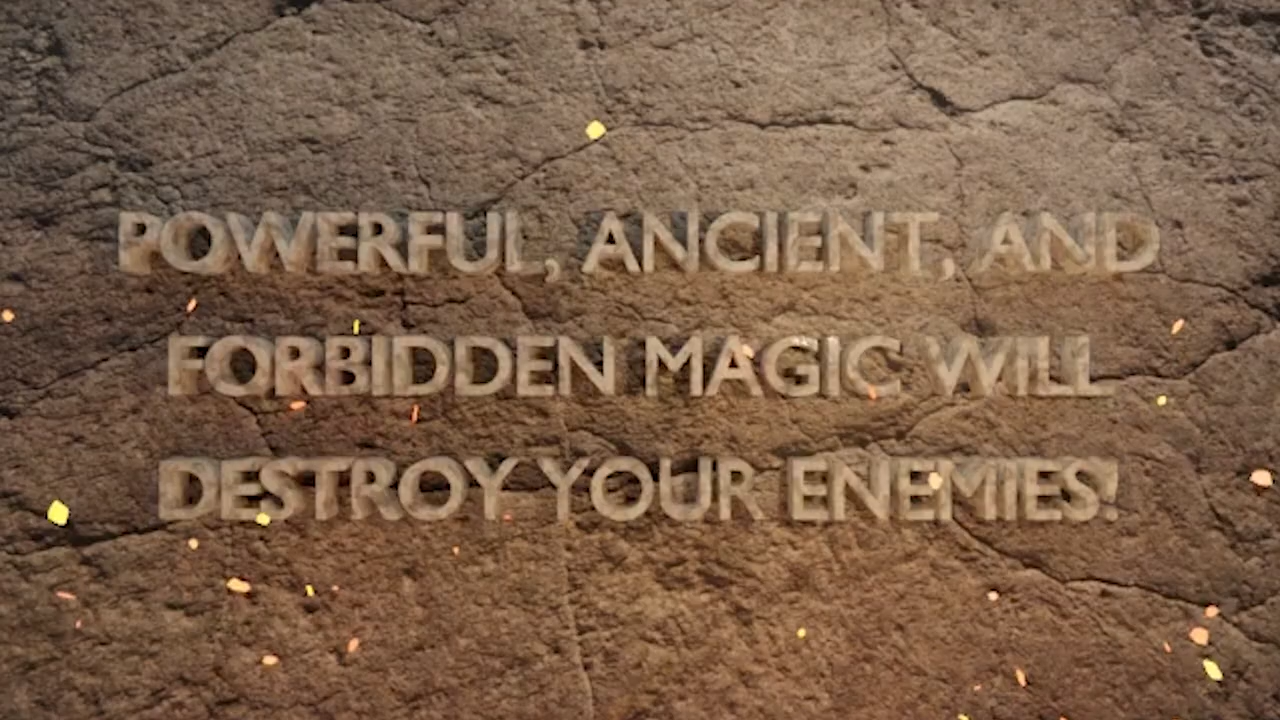 POWERFUL, ANCIENT, AND
FORBIDDEN MAGIC WILL
DESTROY YOUR ENEMIES!